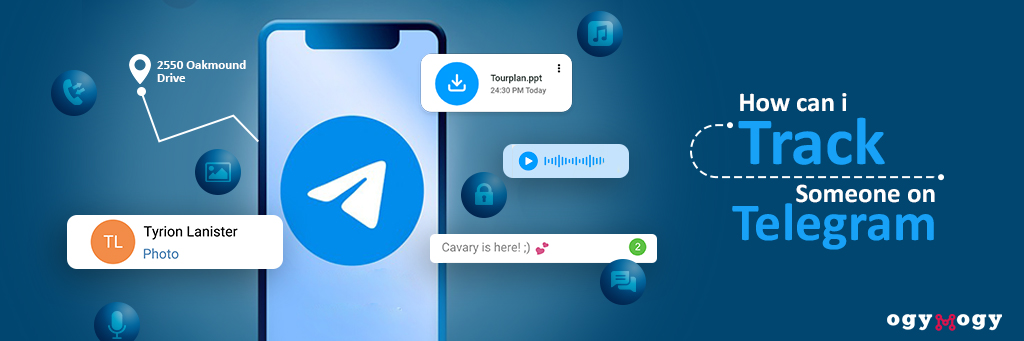 2550 Oakmound
Drive
Tourplan.ppt
24:30 PM Today
TL
Tyrion Lanister
Photo
Cavary is here! ;) 💕
2
How can i
Track
Someone on
Telegram
ogymogy